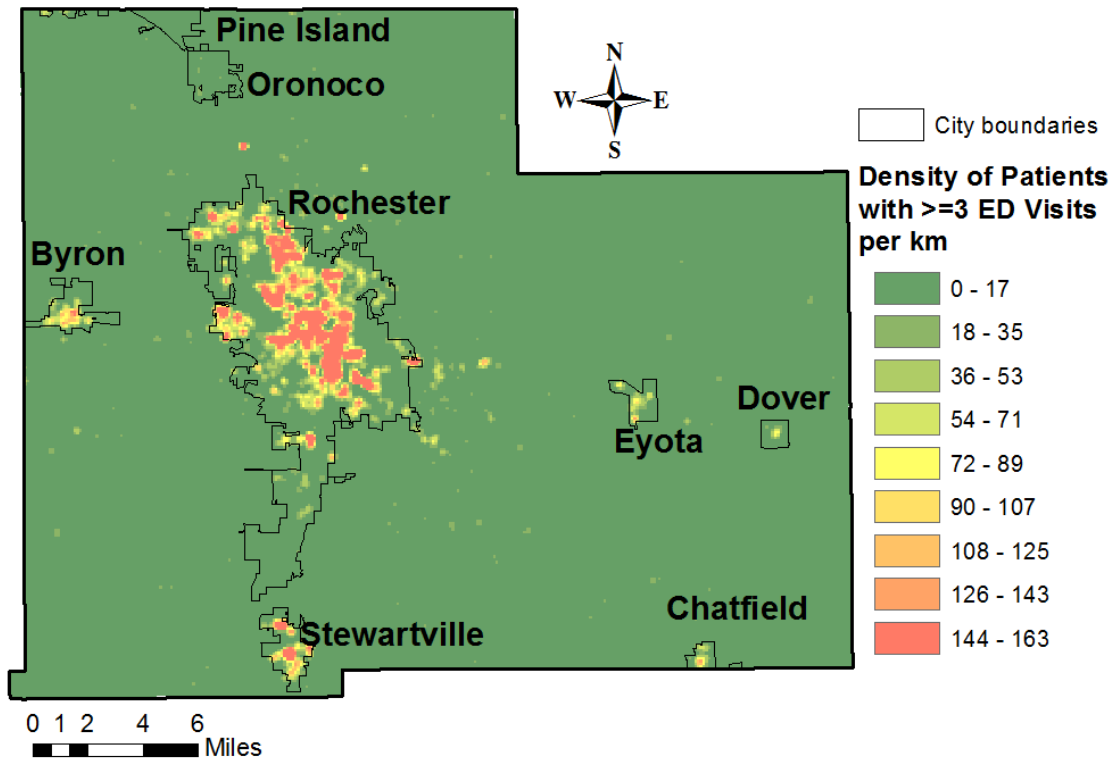 Pine Island
Oronoco
N
W
E
S
Rochester
Byron
Eyota
Dover
Stewartville
Chatfield
0 1 2 4 6
Miles
City boundaries
Density of Patients
with >=3 ED Visits
per km
0 - 17
18 - 35
36 - 53
54 - 71
72 - 89
90 - 107
108 - 125
126 - 143
144 - 163